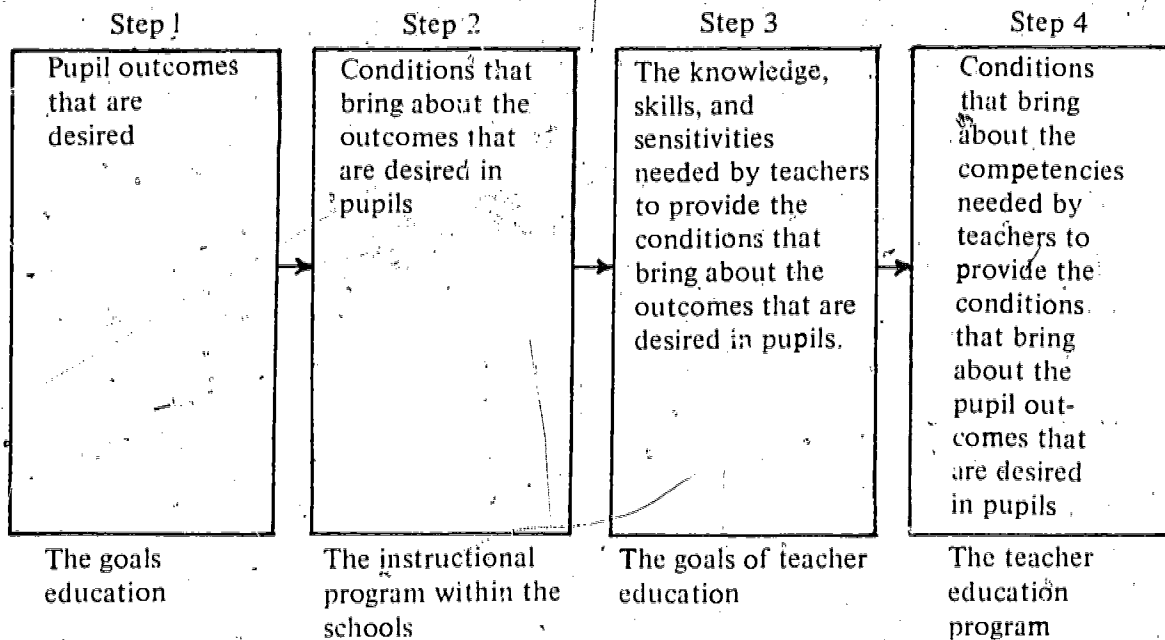 Step 1
Pupil outcomes
that are
desired
The goals
education
Step 2
Conditions that
bring about the
outcomes that
are desired in
pupils
The instructional
program within the
schools
Step 3
The knowledge,
skills, and
sensitivities
needed by teachers
to provide the
conditions that
bring about the
outcomes that are
desired in pupils.
The goals of teacher
education
Step 4
Conditions
that bring
about the
competencies
needed by
teachers to
provide the
conditions
that bring
about the
pupil out-
comes that
are desired
in pupils
The teacher
education
program